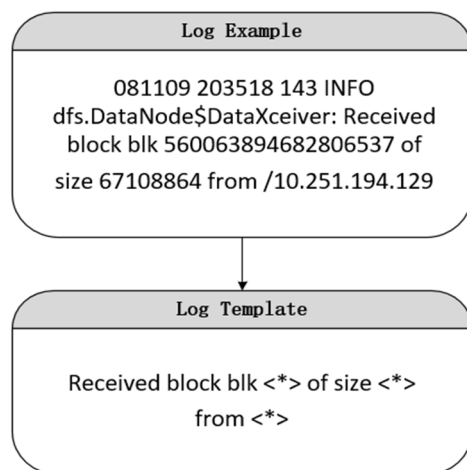 Log Example
081109 203518 143 INFO
dfs.DataNode$DataXceiver: Received
block blk 560063894682806537 of
size 67108864 from /10.251.194.129
Log Template
Received block blk <*> of size <*>
from <*>